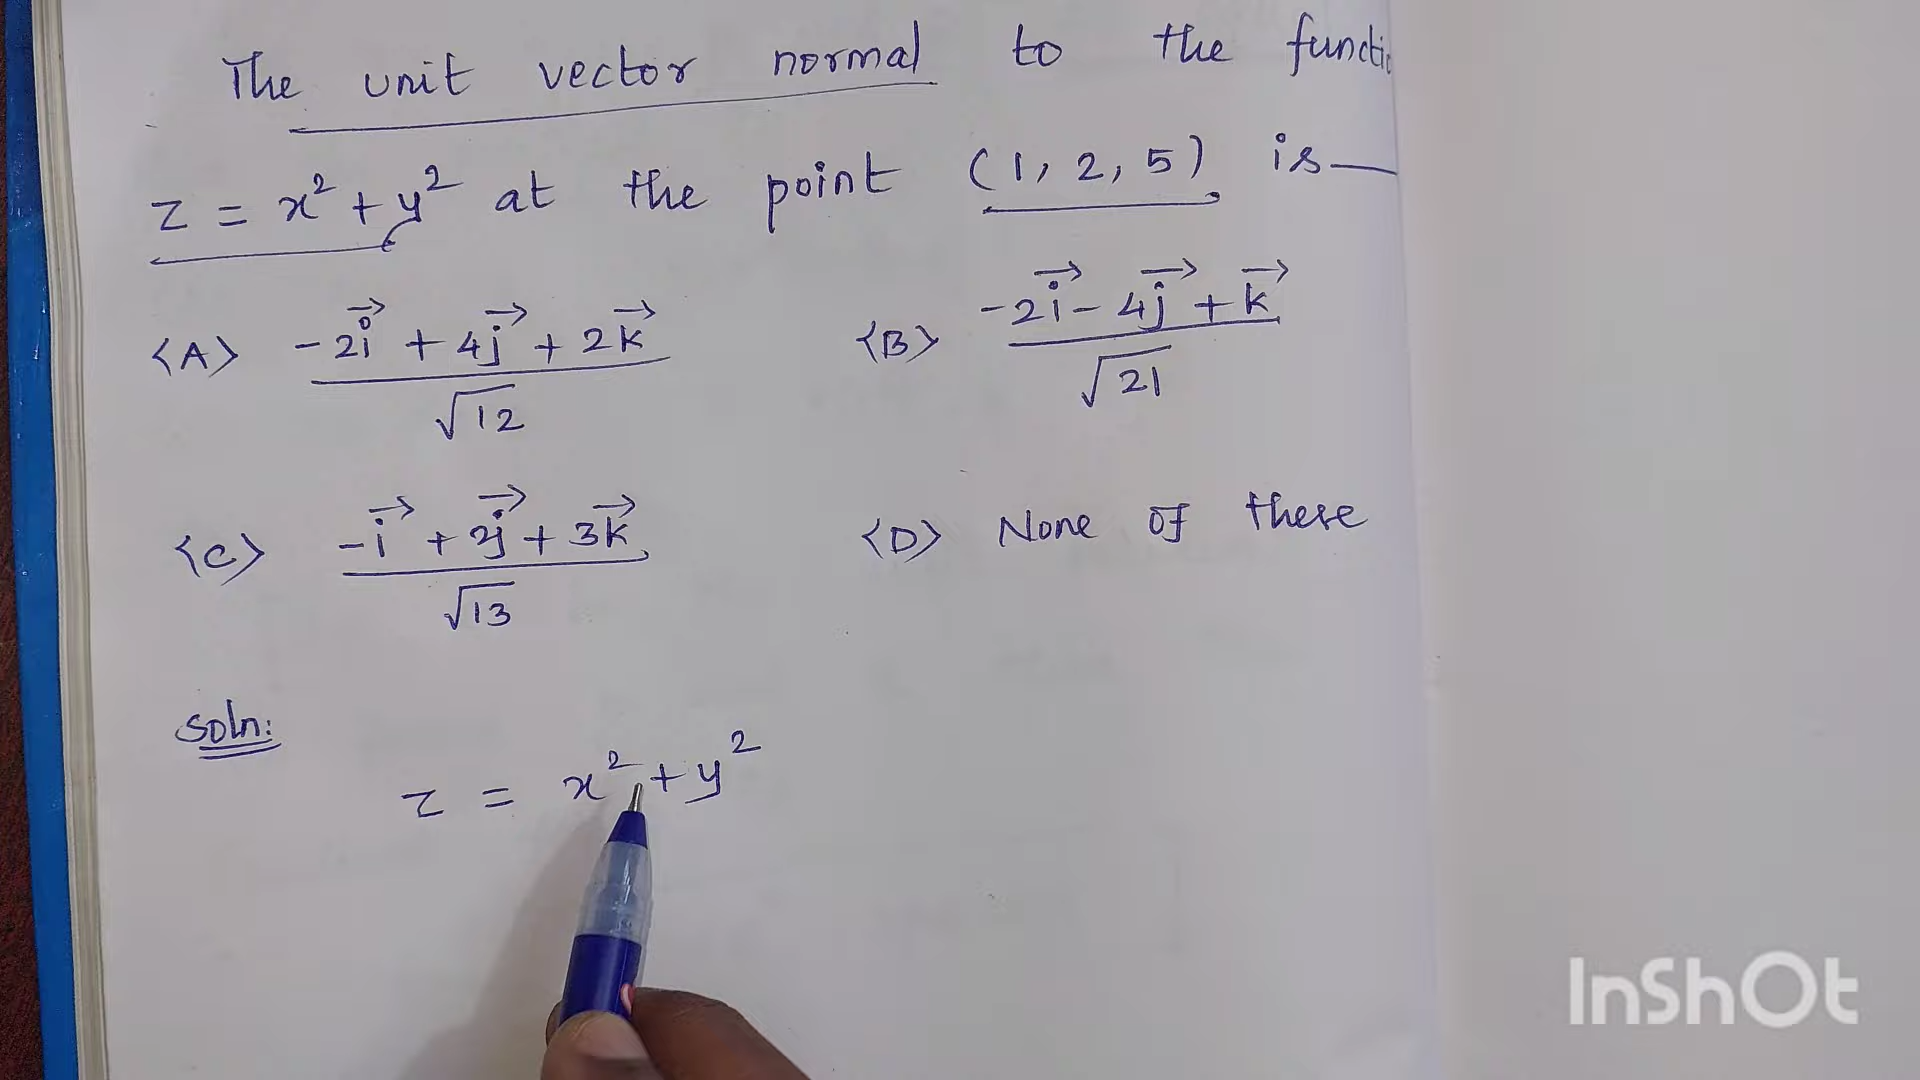 The unit vector normal to the functi
z = x² + y² at the point (1, 2, 5) is —
<A> (-2i⃗ + 4j⃗ + 2k⃗) / √12
<B> (-2i⃗ - 4j⃗ + k⃗) / √21
<C> (-i⃗ + 2j⃗ + 3k⃗) / √13
<D> None of these
Soln:
z = x² + y²
InShOt